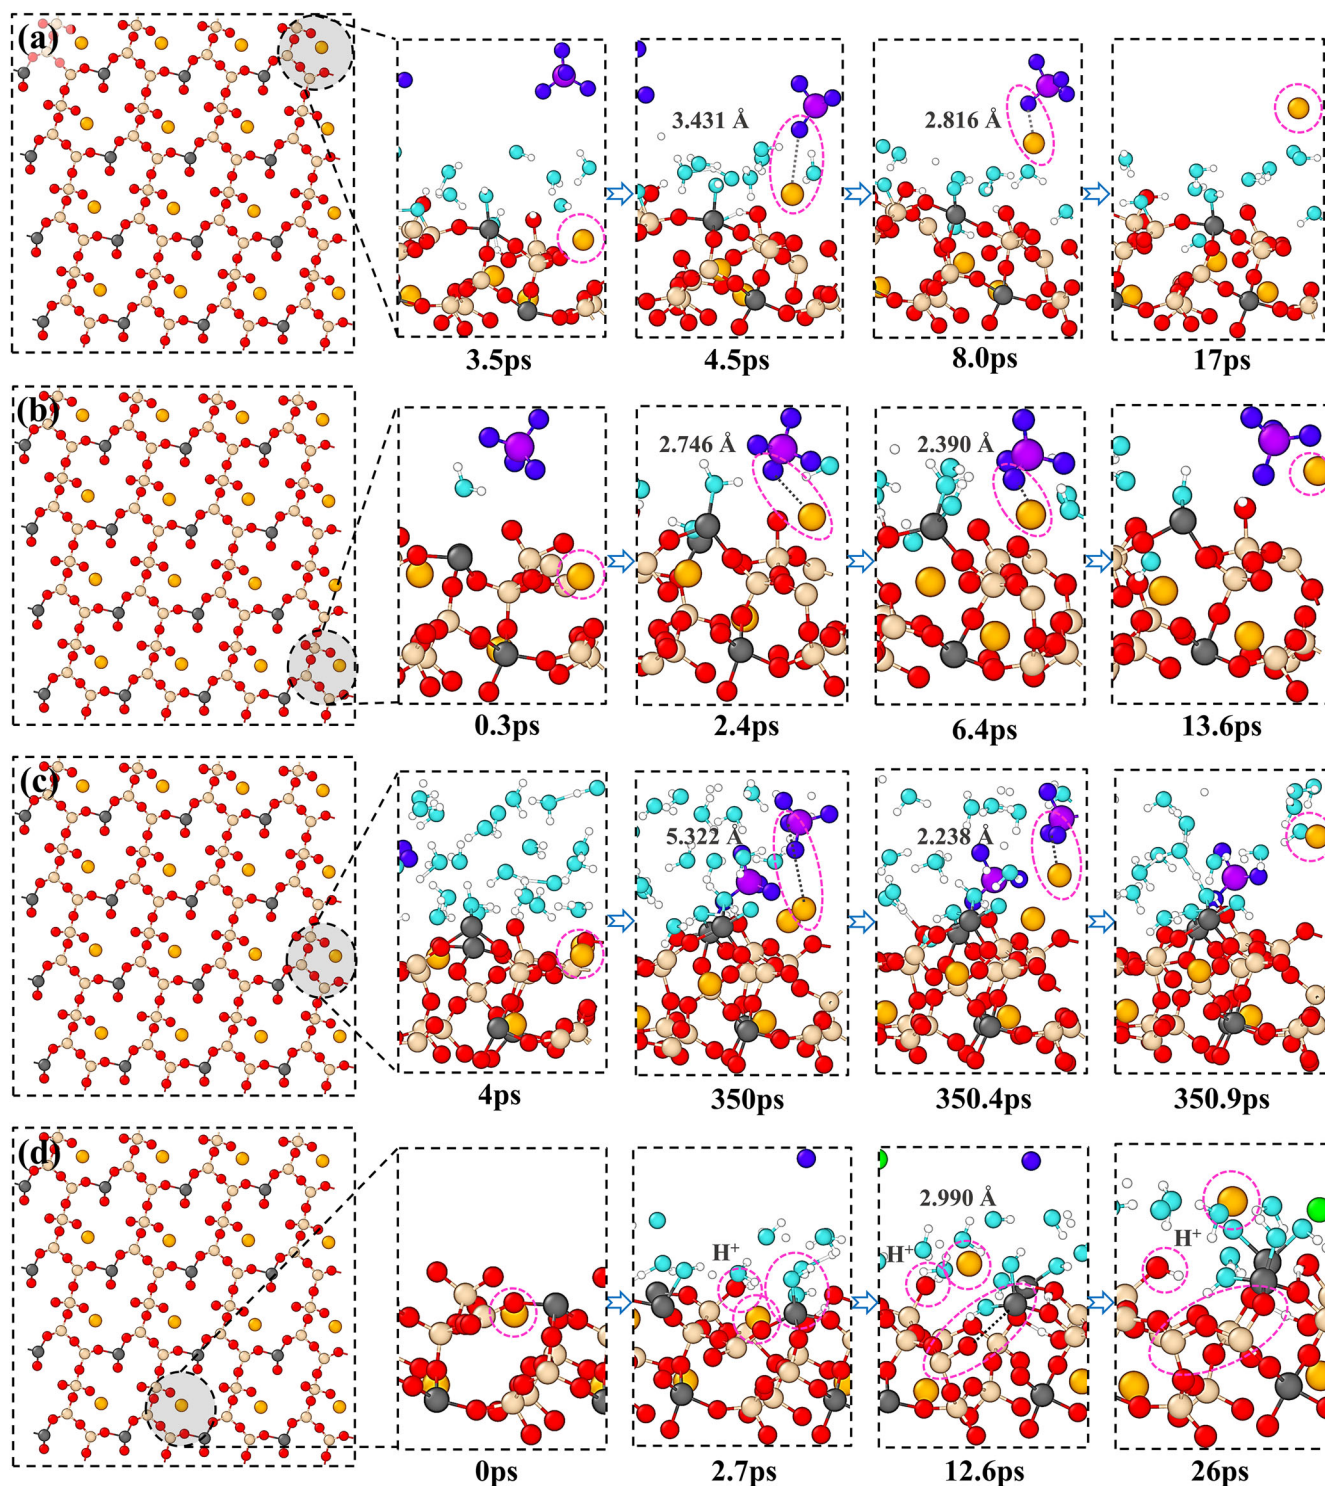 (a)
3.431 Å
2.816 Å
3.5ps
4.5ps
8.0ps
17ps
(b)
2.746 Å
2.390 Å
0.3ps
2.4ps
6.4ps
13.6ps
(c)
5.322 Å
2.238 Å
4ps
350ps
350.4ps
350.9ps
(d)
2.990 Å
H⁺
H⁺
H⁺
0ps
2.7ps
12.6ps
26ps